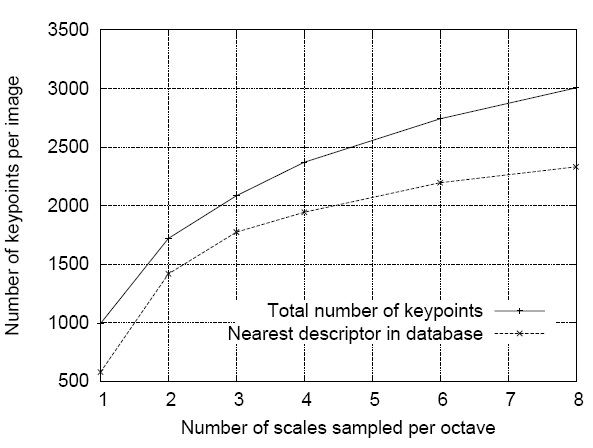 3500
3000
2500
2000
1500
1000
500
Number of keypoints per image
Total number of keypoints
Nearest descriptor in database
1 2 3 4 5 6 7 8
Number of scales sampled per octave